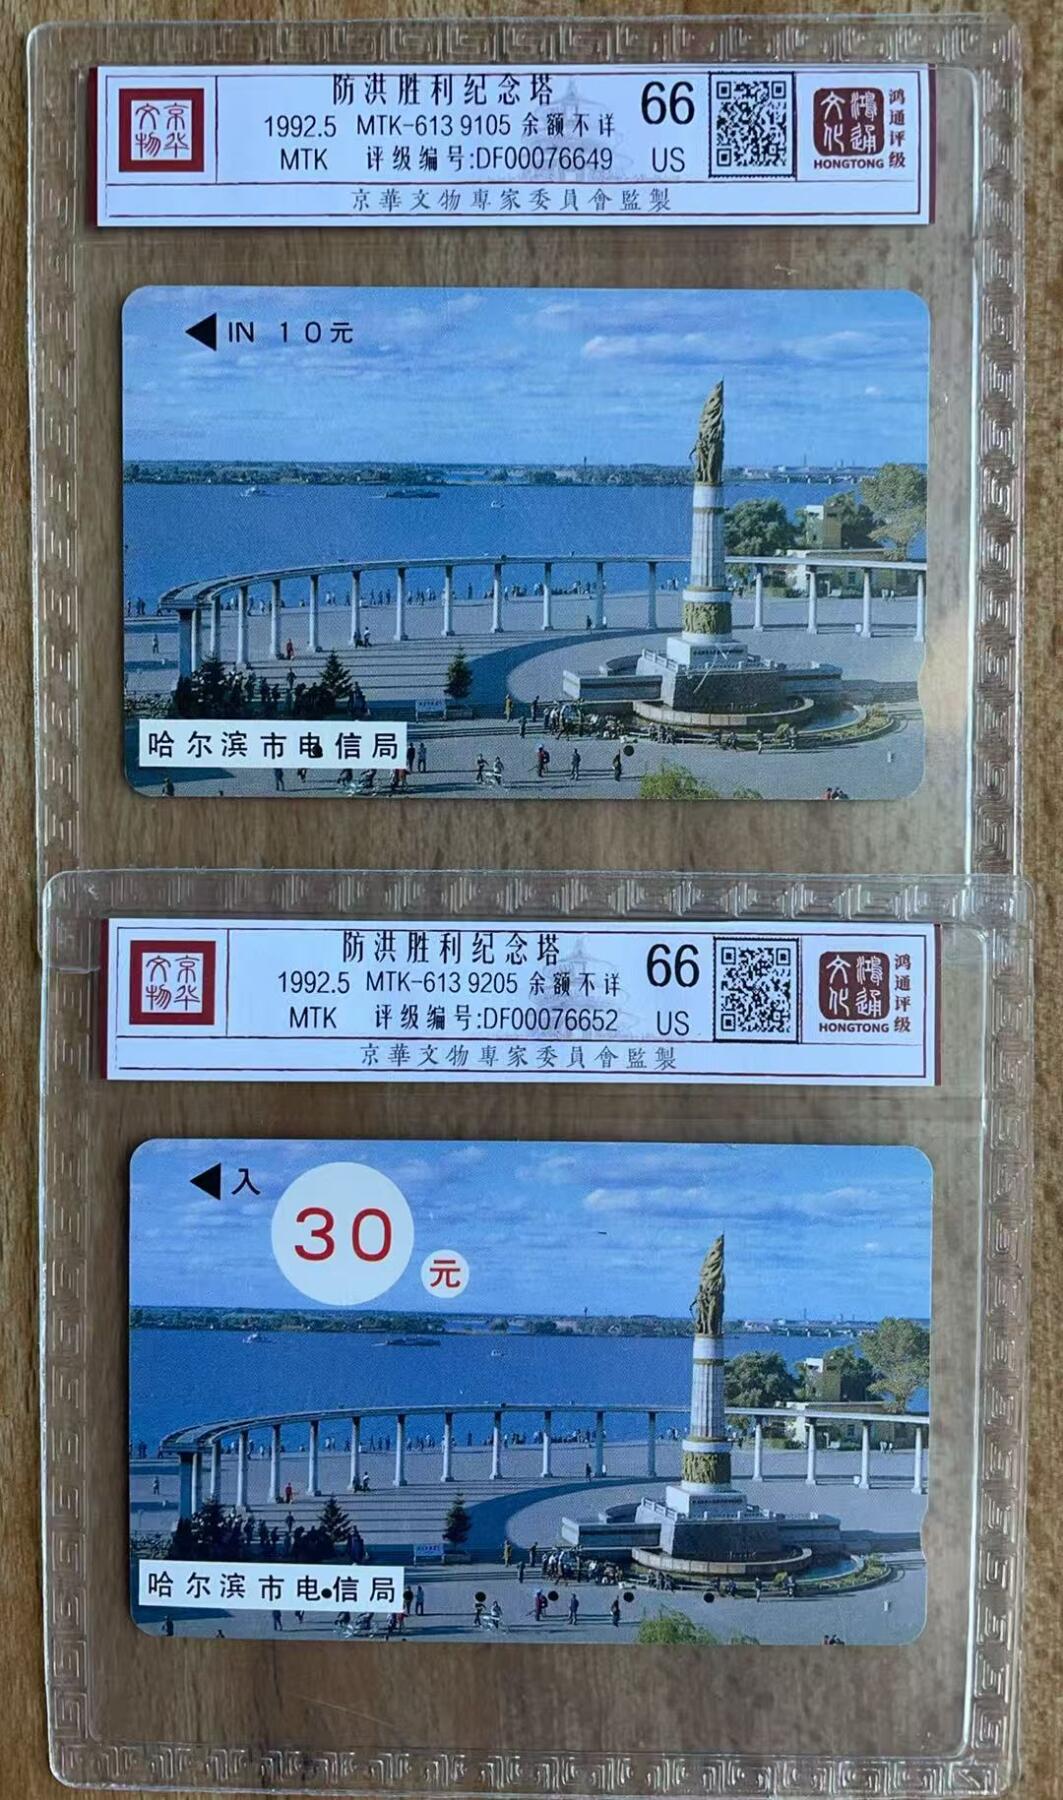 京华文物
防洪胜利纪念塔
1992.5 MTK-613 9105 余额不详
MTK 评级编号:DF00076649
66
US
鸿通文化
HONGTONG
鸿通评级
京華文物專家委員會監製
IN 10元
哈尔滨市电信局
京华文物
防洪胜利纪念塔
1992.5 MTK-613 9205 余额不详
MTK 评级编号:DF00076652
66
US
鸿通文化
HONGTONG
鸿通评级
京華文物專家委員會監製
入
30
元
哈尔滨市电信局